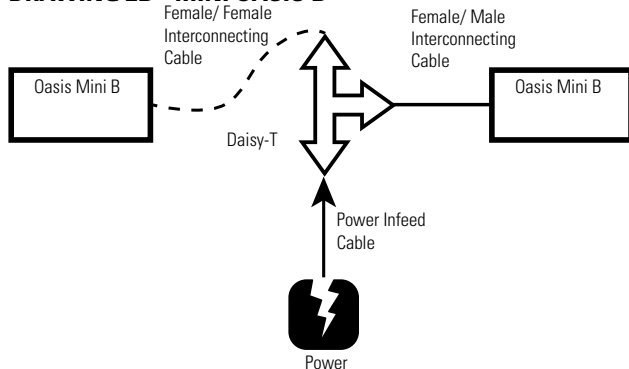 Female/ Female
Interconnecting
Cable
Female/ Male
Interconnecting
Cable
Oasis Mini B
Oasis Mini B
Daisy-T
Power Infeed
Cable
Power